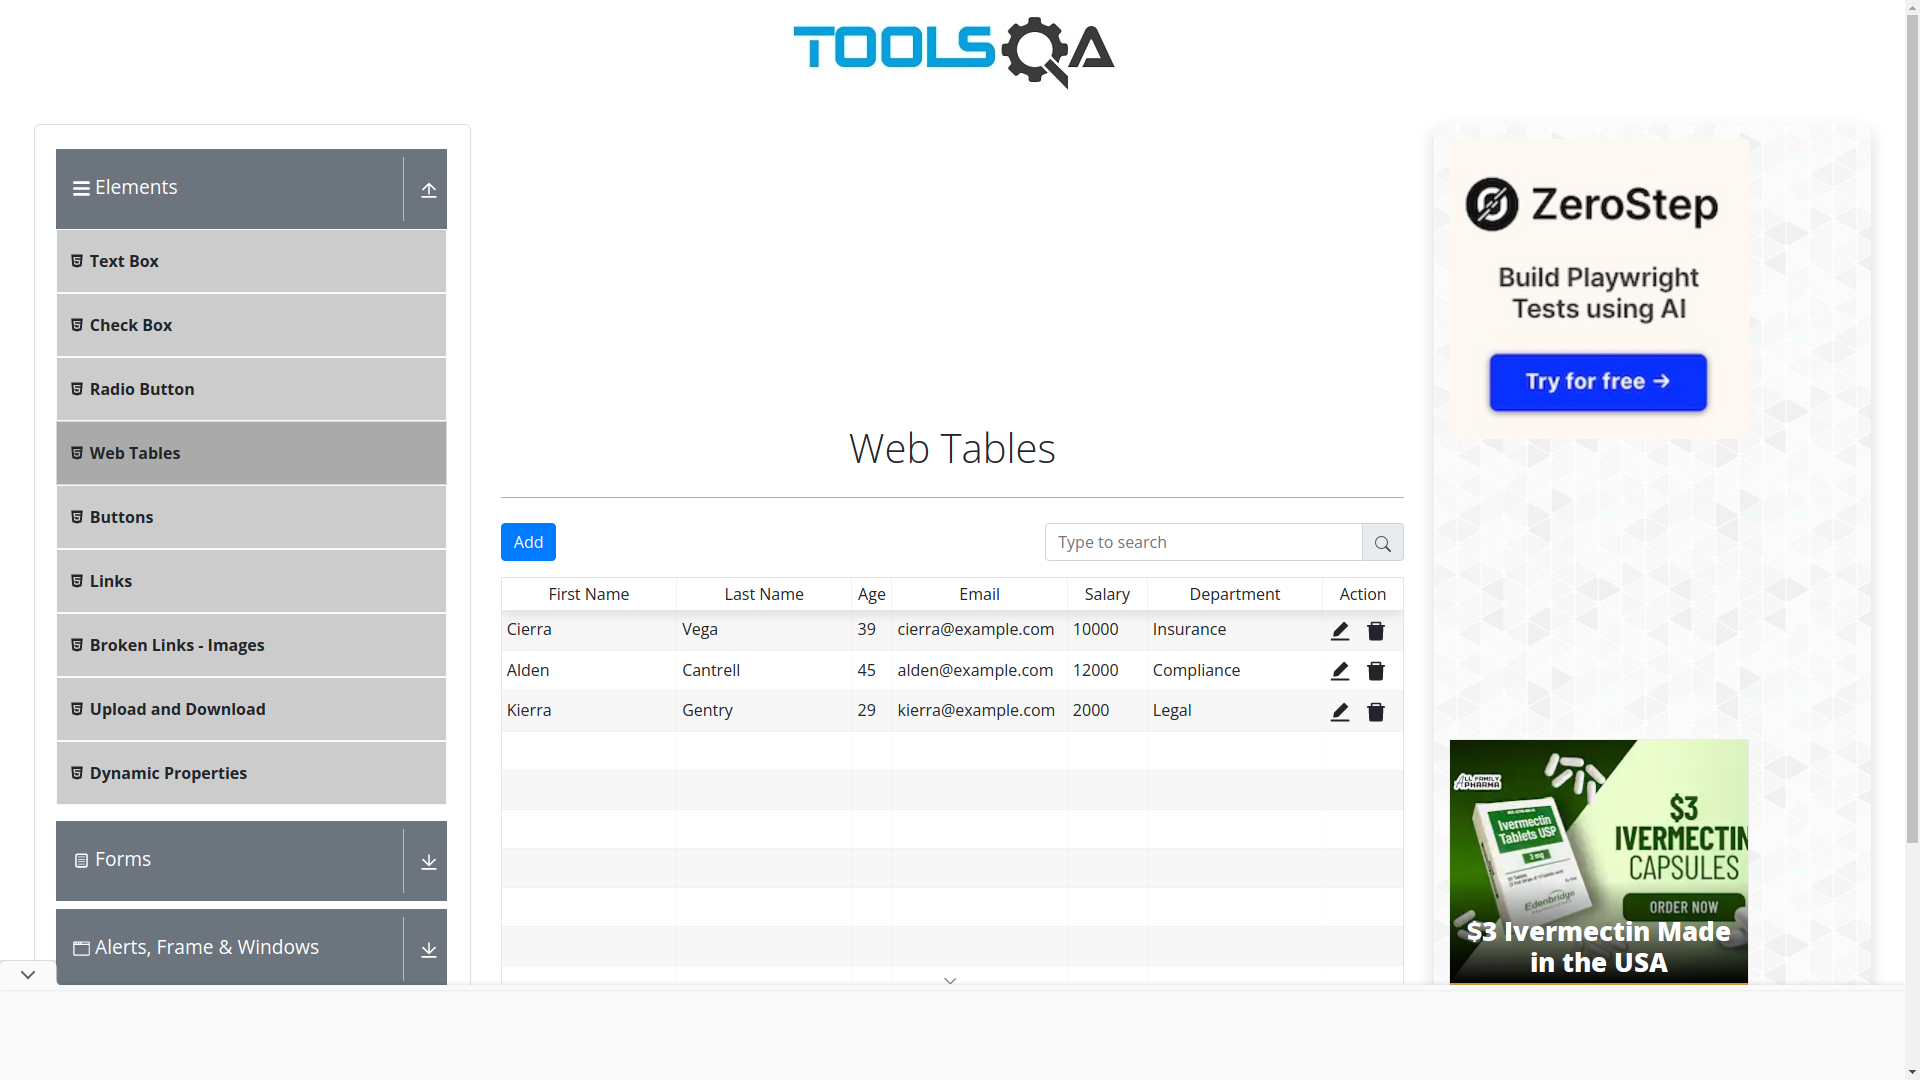 TOOLSQA
Elements
Text Box
Check Box
Radio Button
Web Tables
Buttons
Links
Broken Links - Images
Upload and Download
Dynamic Properties
Forms
Alerts, Frame & Windows
Web Tables
Add
Type to search
First Name Last Name Age Email Salary Department Action
Cierra Vega 39 cierra@example.com 10000 Insurance
Alden Cantrell 45 alden@example.com 12000 Compliance
Kierra Gentry 29 kierra@example.com 2000 Legal
ZeroStep
Build Playwright
Tests using AI
Try for free →
ALL FAMILY
PHARMA
Ivermectin
Tablets USP
3 mg
Edenbridge
$3
IVERMECTIN
CAPSULES
ORDER NOW
$3 Ivermectin Made
in the USA